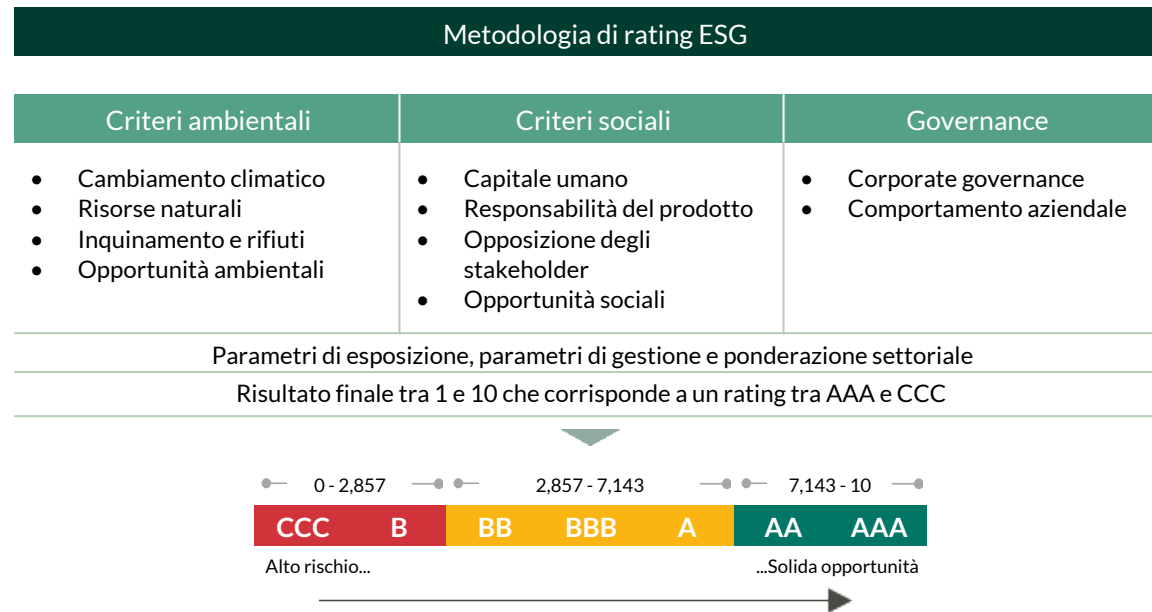 Metodologia di rating ESG
Criteri ambientali
Criteri sociali
Governance
• Cambiamento climatico
• Risorse naturali
• Inquinamento e rifiuti
• Opportunità ambientali
• Capitale umano
• Responsabilità del prodotto
• Opposizione degli
stakeholder
• Opportunità sociali
• Corporate governance
• Comportamento aziendale
Parametri di esposizione, parametri di gestione e ponderazione settoriale
Risultato finale tra 1 e 10 che corrisponde a un rating tra AAA e CCC
0 - 2,857
2,857 - 7,143
7,143 - 10
CCC B BB BBB A AA AAA
Alto rischio...
...Solida opportunità